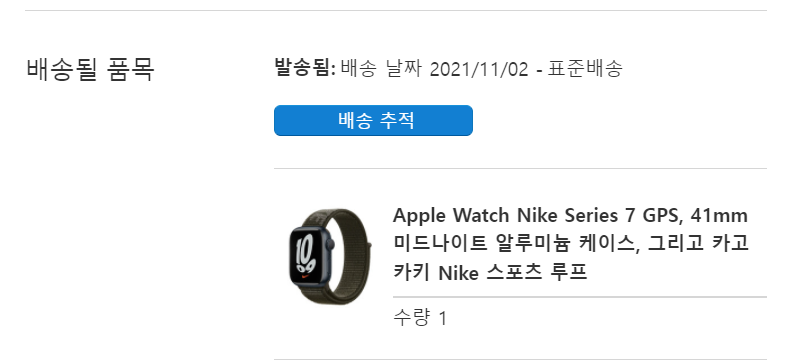 배송될 품목
발송됨: 배송 날짜 2021/11/02 - 표준배송
배송 추적
10
Apple Watch Nike Series 7 GPS, 41mm
미드나이트 알루미늄 케이스, 그리고 카고
카키 Nike 스포츠 루프
수량 1